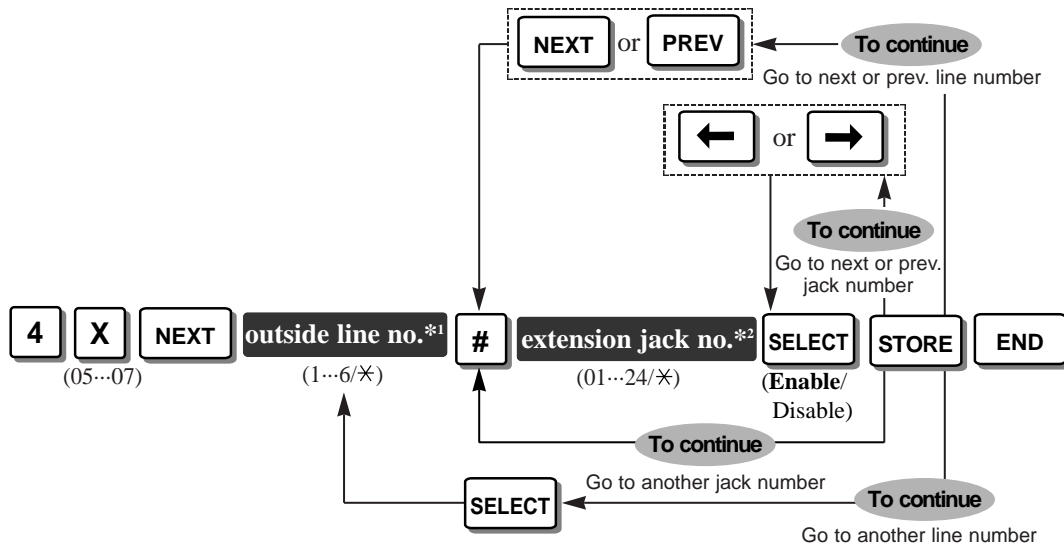 NEXT or PREV To continue
Go to next or prev. line number
← or →
To continue
Go to next or prev.
jack number
4 X NEXT outside line no.*1 # extension jack no.*2 SELECT STORE END
(05···07) (1···6/✳) (01···24/✳) (Enable/
Disable)
To continue
Go to another jack number
SELECT To continue
Go to another line number